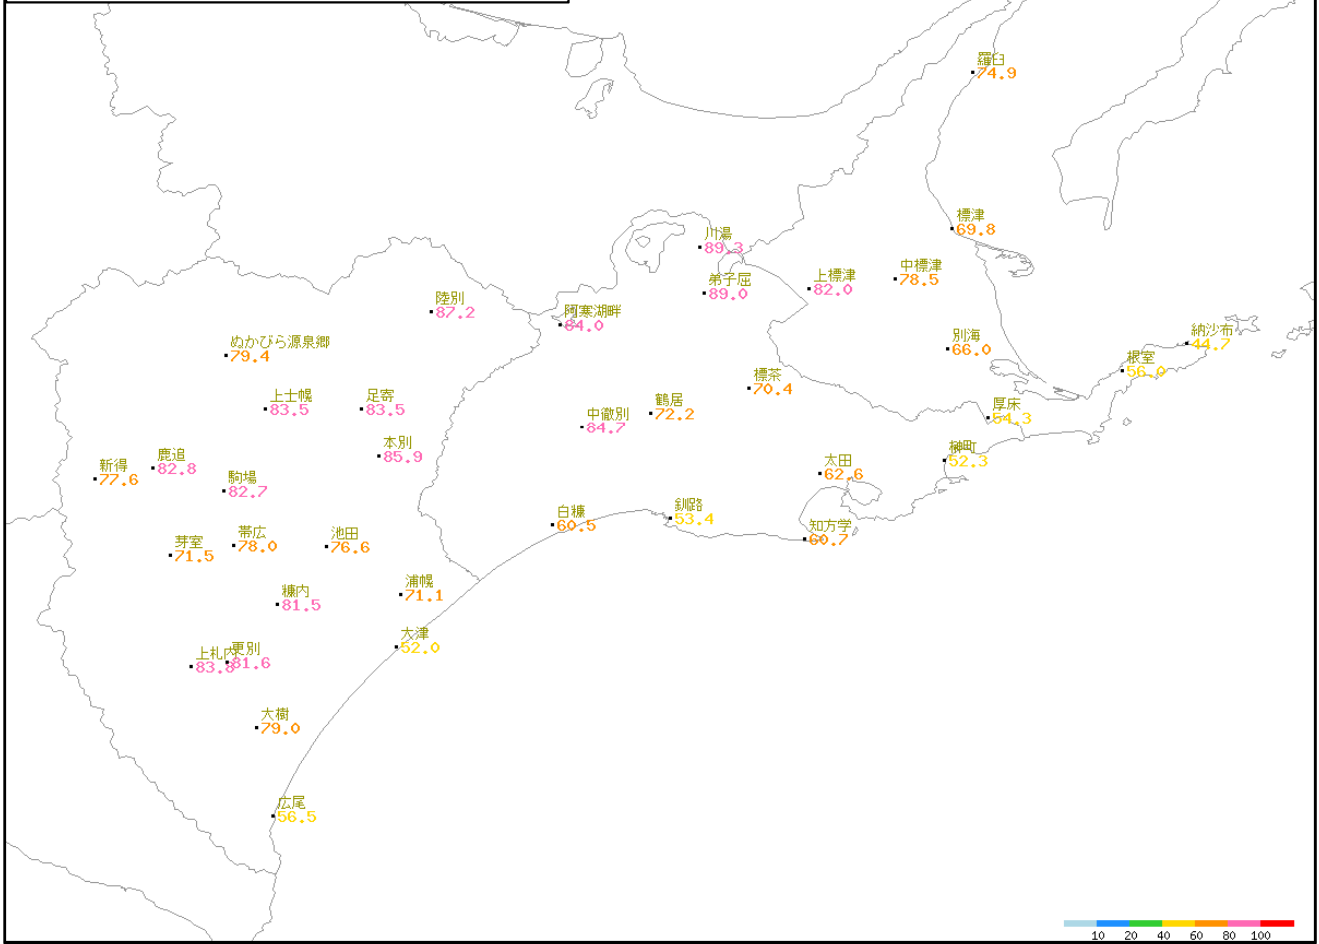 羅臼
74.9
標津
69.8
川湯
89.3
中標津
78.5
上標津
82.0
弟子屈
89.0
陸別
87.2
阿寒湖畔
84.0
納沙布
44.7
ぬかびら源泉郷
79.4
別海
66.0
根室
56.0
標茶
70.4
上士幌
83.5
足寄
83.5
鶴居
72.2
厚床
54.3
中徹別
84.7
本別
85.9
榊町
52.3
鹿追
82.8
太田
62.6
新得
77.6
駒場
82.7
釧路
53.4
白糠
60.5
知方学
60.7
帯広
78.0
池田
76.6
芽室
71.5
浦幌
71.1
糠内
81.5
大津
52.0
更別
81.6
上札内
83.8
大樹
79.0
広尾
56.5
10 20 40 60 80 100